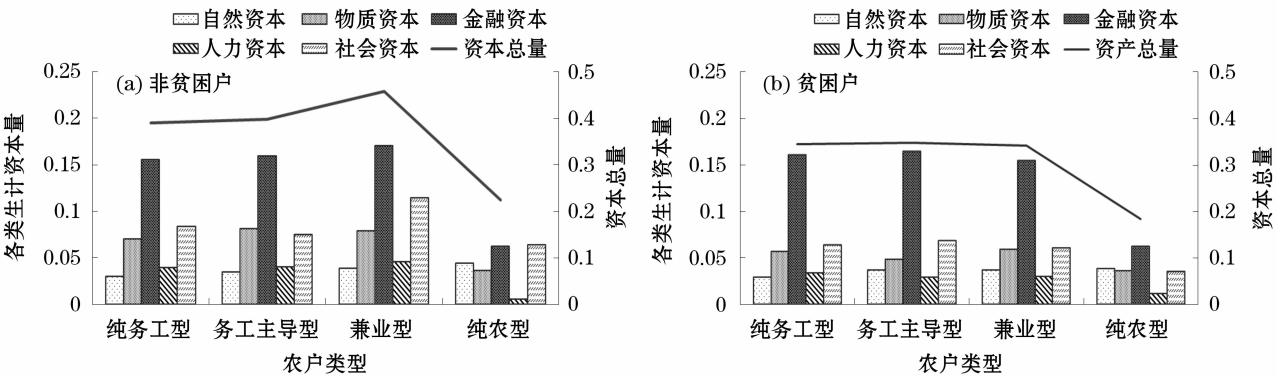 自然资本 物质资本 金融资本
人力资本 社会资本 资本总量
(a) 非贫困户
0.25
0.2
0.15
0.1
0.05
0
各类生计资本量
0.5
0.4
0.3
0.2
0.1
0
资本总量
纯务工型 务工主导型 兼业型 纯农型
农户类型
自然资本 物质资本 金融资本
人力资本 社会资本 资产总量
(b) 贫困户
0.25
0.2
0.15
0.1
0.05
0
各类生计资本量
0.5
0.4
0.3
0.2
0.1
0
资本总量
纯务工型 务工主导型 兼业型 纯农型
农户类型